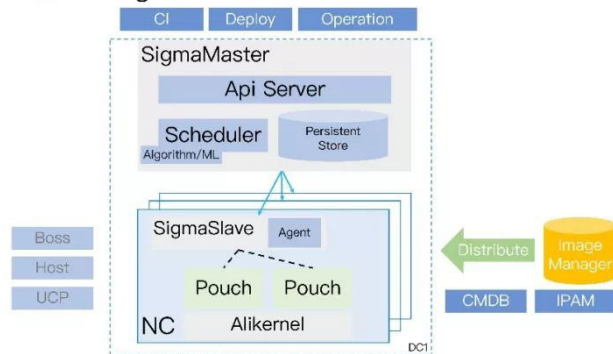 CI Deploy Operation
SigmaMaster
Api Server
Scheduler
Algorithm/ML
Persistent
Store
SigmaSlave Agent
Pouch Pouch
NC Alikernel
DC1
Boss
Host
UCP
Distribute
Image
Manager
CMDB IPAM